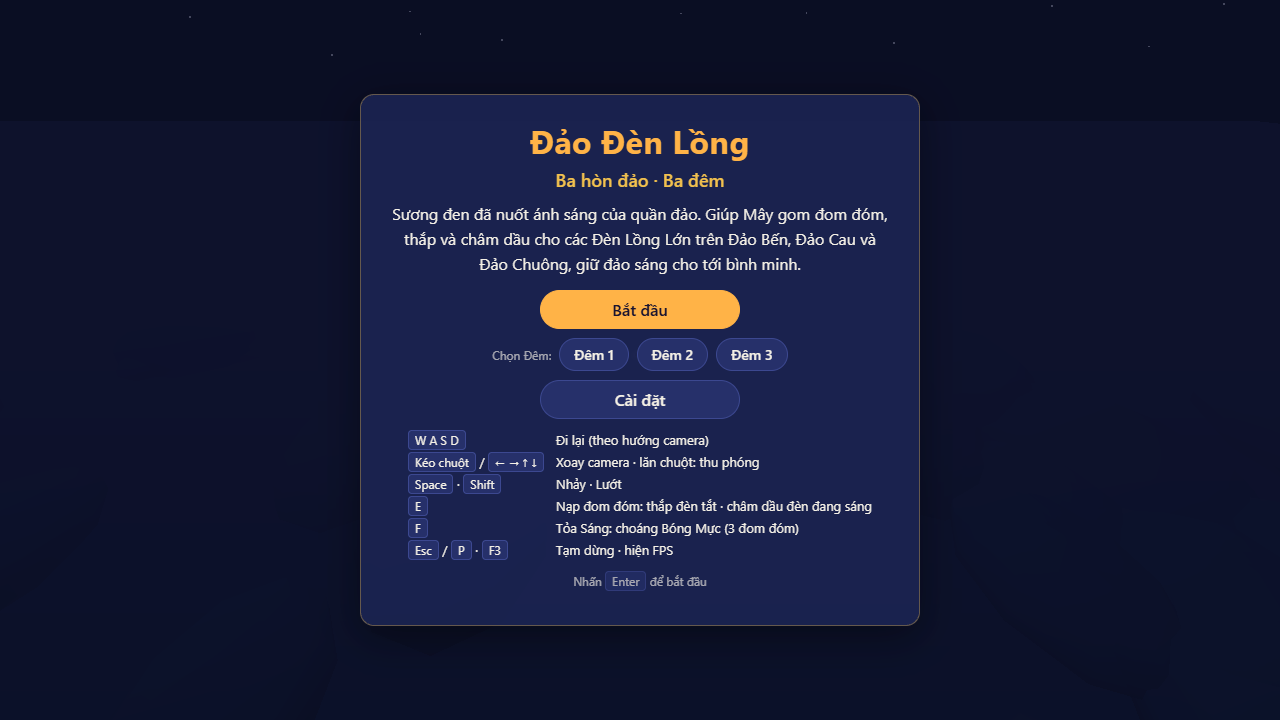 Đảo Đèn Lồng
Ba hòn đảo · Ba đêm
Sương đen đã nuốt ánh sáng của quần đảo. Giúp Mây gom đom đóm,
thắp và châm dầu cho các Đèn Lồng Lớn trên Đảo Bến, Đảo Cau và
Đảo Chuông, giữ đảo sáng cho tới bình minh.
Bắt đầu
Chọn Đêm: Đêm 1 Đêm 2 Đêm 3
Cài đặt
W A S D Đi lại (theo hướng camera)
Kéo chuột / ← → ↑ ↓ Xoay camera · lăn chuột: thu phóng
Space · Shift Nhảy · Lướt
E Nạp đom đóm: thắp đèn tắt · châm dầu đèn đang sáng
F Tỏa Sáng: choáng Bóng Mực (3 đom đóm)
Esc / P · F3 Tạm dừng · hiện FPS
Nhấn Enter để bắt đầu